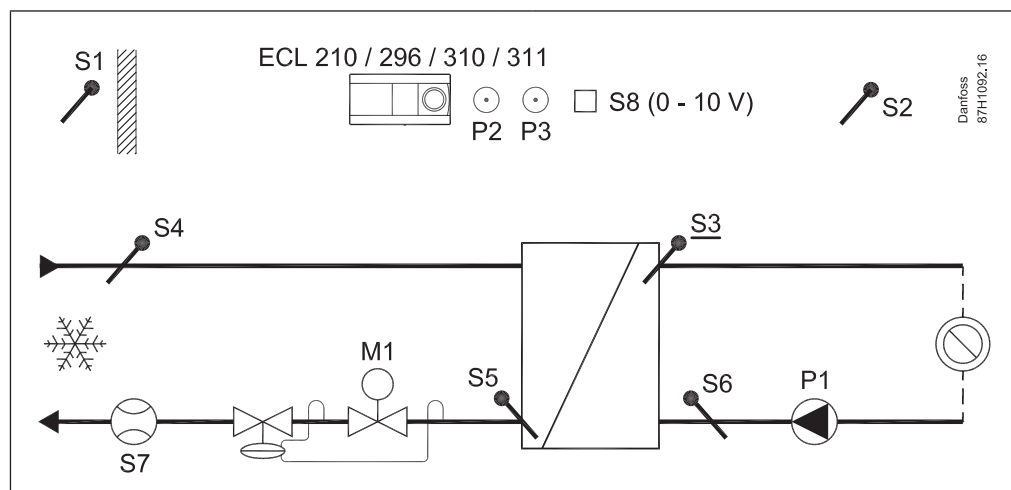 S1
ECL 210 / 296 / 310 / 311
P2
P3
S8 (0 - 10 V)
S2
Danfoss
87H1092.16
S4
S3
M1
S5
S6
P1
S7